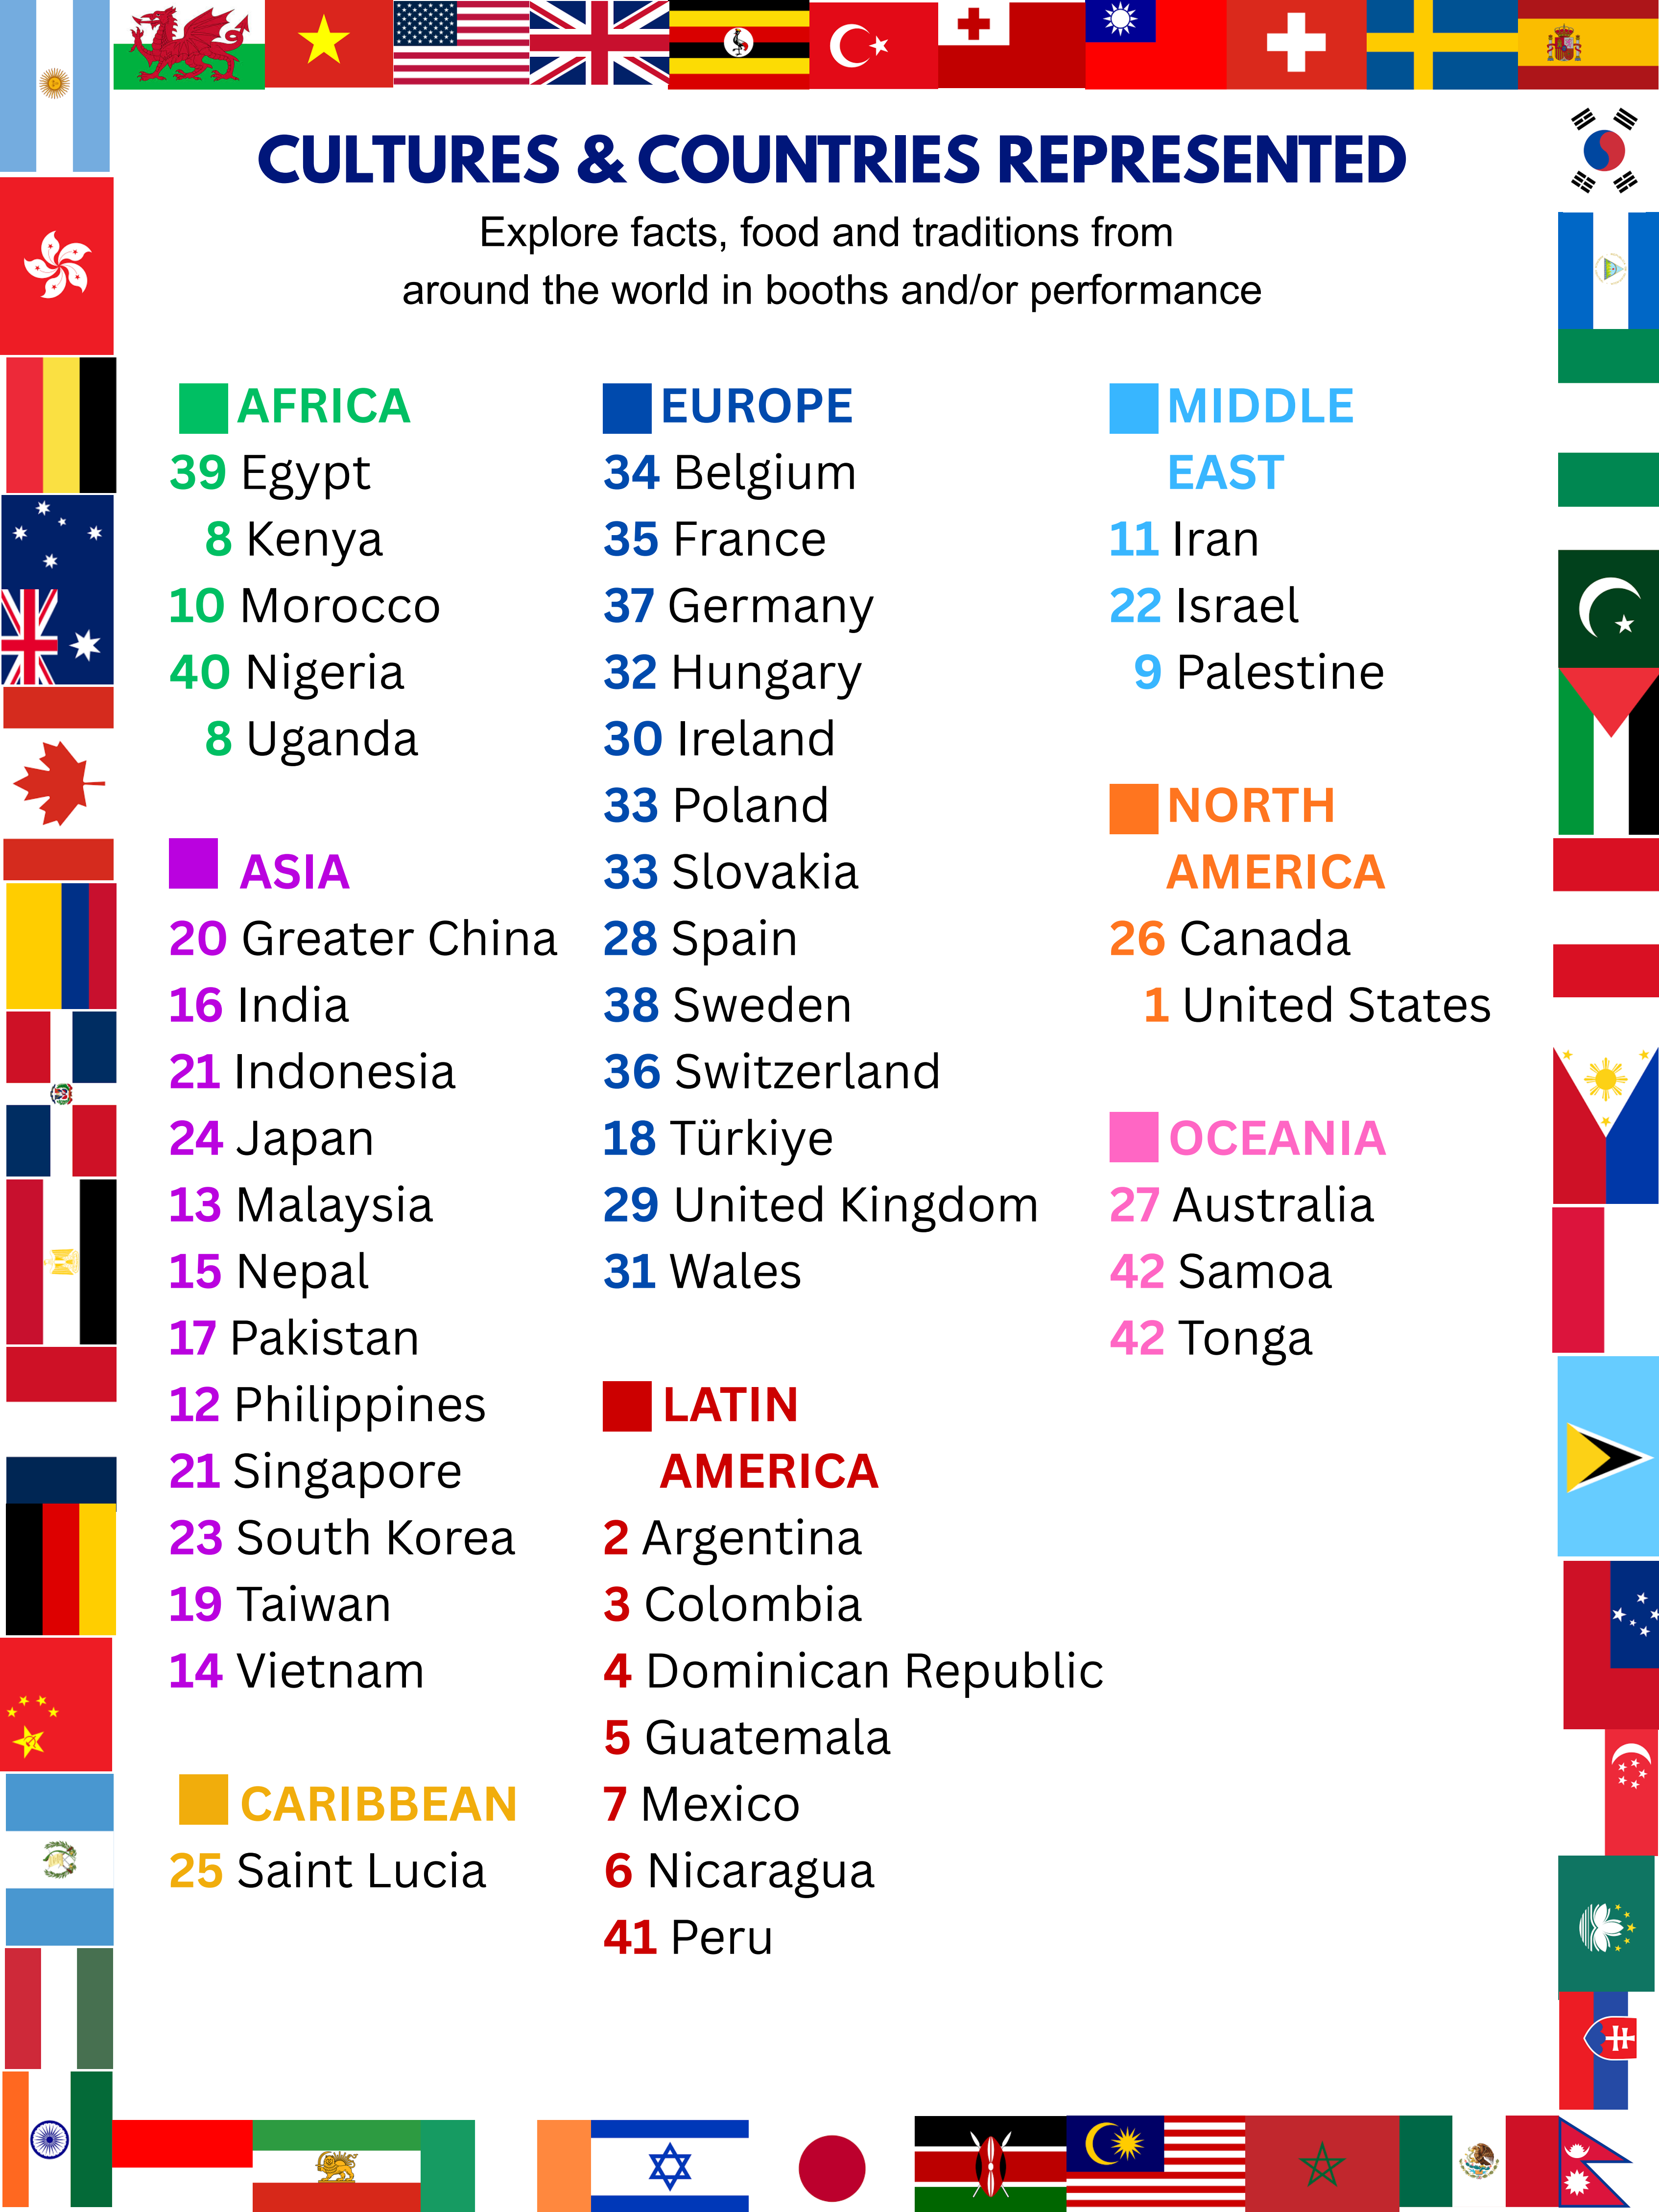 CULTURES & COUNTRIES REPRESENTED
Explore facts, food and traditions from
around the world in booths and/or performance
AFRICA
39 Egypt
8 Kenya
10 Morocco
40 Nigeria
8 Uganda
ASIA
20 Greater China
16 India
21 Indonesia
24 Japan
13 Malaysia
15 Nepal
17 Pakistan
12 Philippines
21 Singapore
23 South Korea
19 Taiwan
14 Vietnam
CARIBBEAN
25 Saint Lucia
EUROPE
34 Belgium
35 France
37 Germany
32 Hungary
30 Ireland
33 Poland
33 Slovakia
28 Spain
38 Sweden
36 Switzerland
18 Türkiye
29 United Kingdom
31 Wales
LATIN
AMERICA
2 Argentina
3 Colombia
4 Dominican Republic
5 Guatemala
7 Mexico
6 Nicaragua
41 Peru
MIDDLE
EAST
11 Iran
22 Israel
9 Palestine
NORTH
AMERICA
26 Canada
1 United States
OCEANIA
27 Australia
42 Samoa
42 Tonga